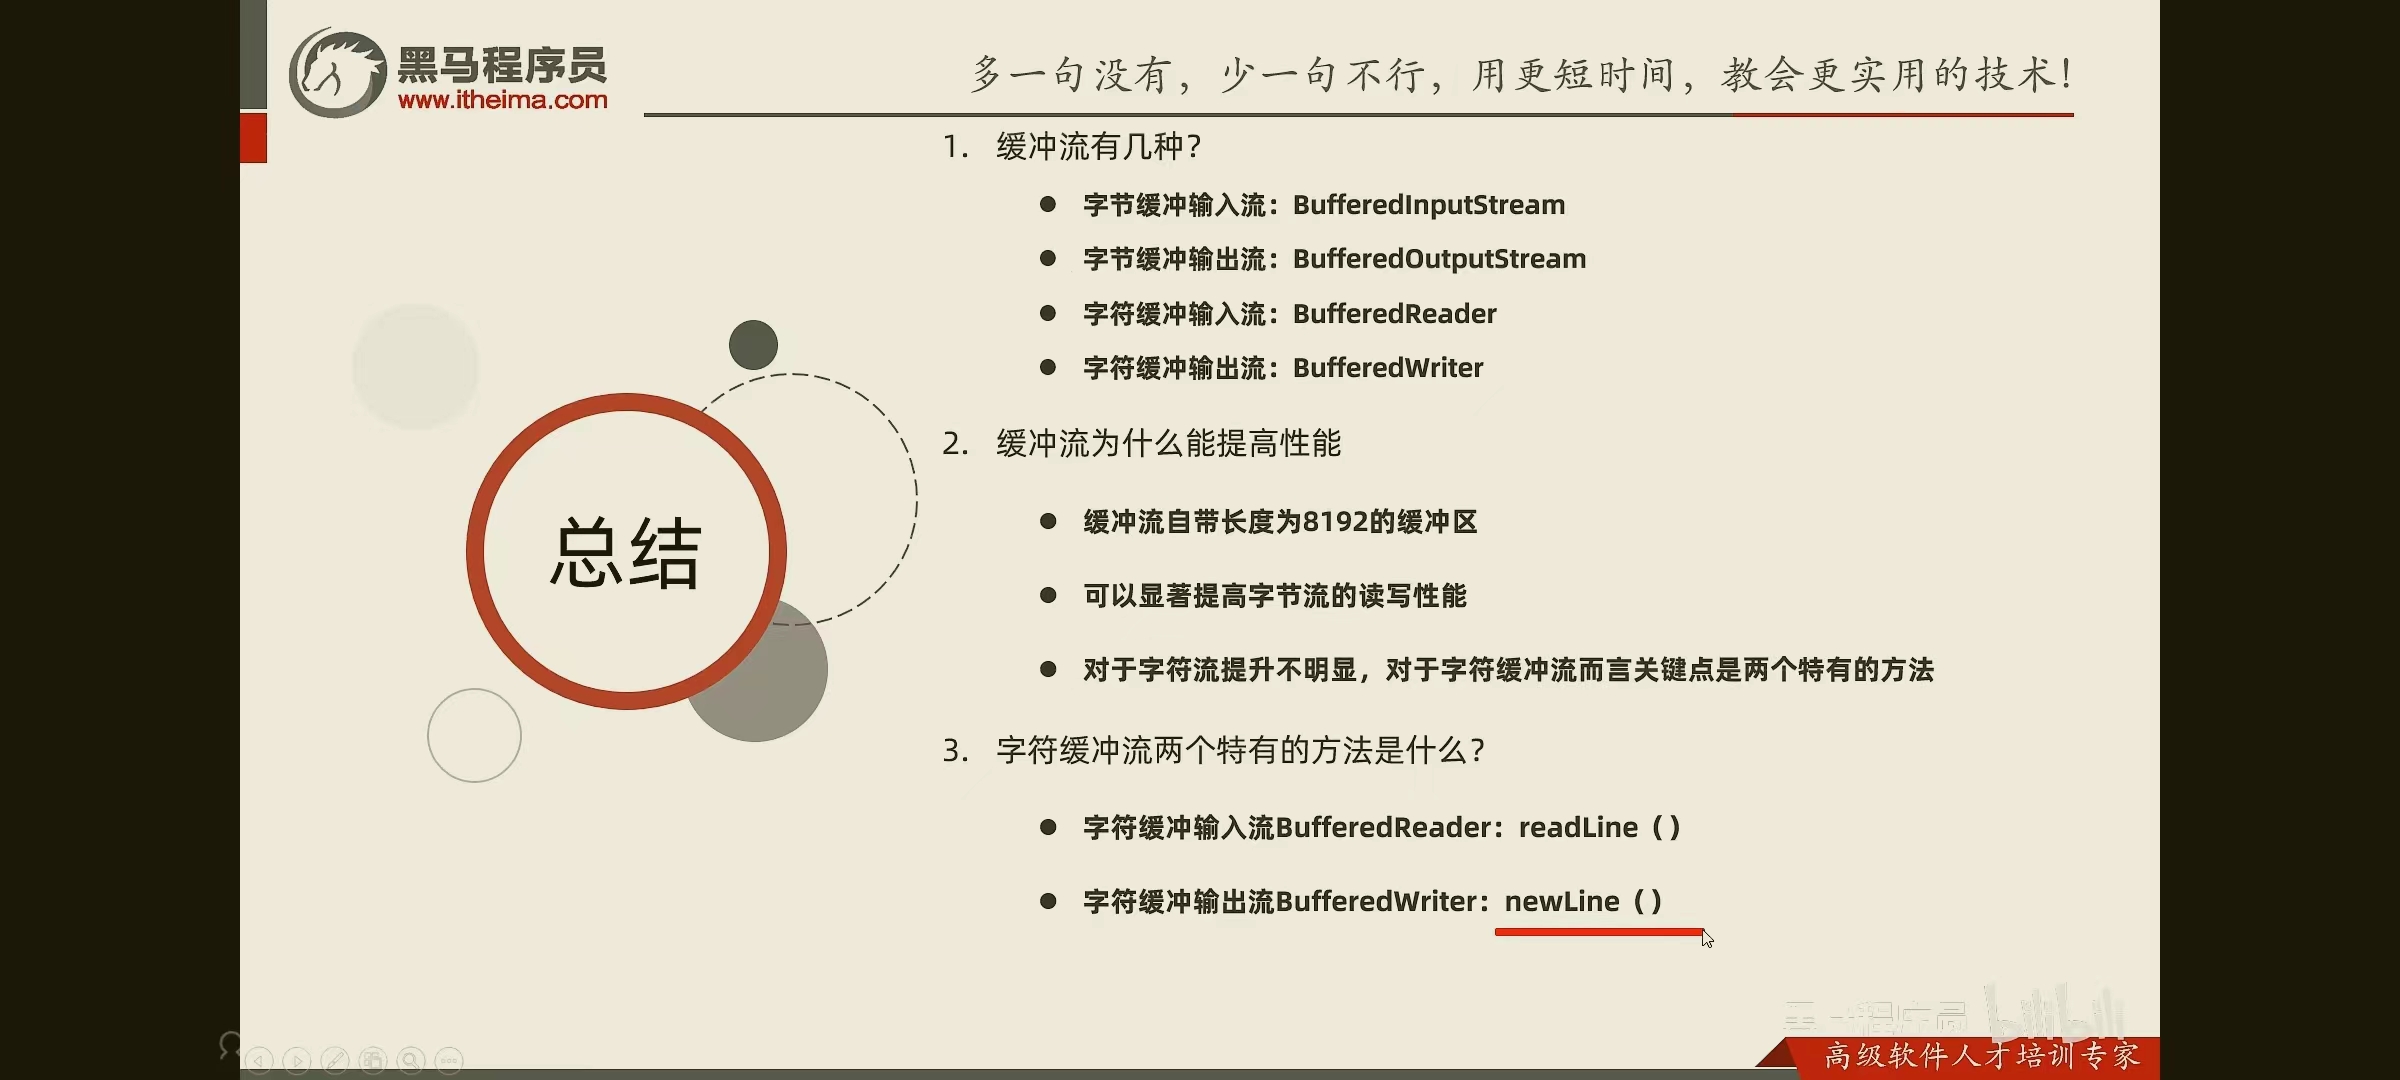 黑马程序员
www.itheima.com
多一句没有，少一句不行，用更短时间，教会更实用的技术！
1. 缓冲流有几种？
字节缓冲输入流：BufferedInputStream
字节缓冲输出流：BufferedOutputStream
字符缓冲输入流：BufferedReader
字符缓冲输出流：BufferedWriter
2. 缓冲流为什么能提高性能
缓冲流自带长度为8192的缓冲区
可以显著提高字节流的读写性能
对于字符流提升不明显，对于字符缓冲流而言关键点是两个特有的方法
总结
3. 字符缓冲流两个特有的方法是什么？
字符缓冲输入流BufferedReader：readLine（）
字符缓冲输出流BufferedWriter：newLine（）
黑马程序员 bilibili
高级软件人才培训专家